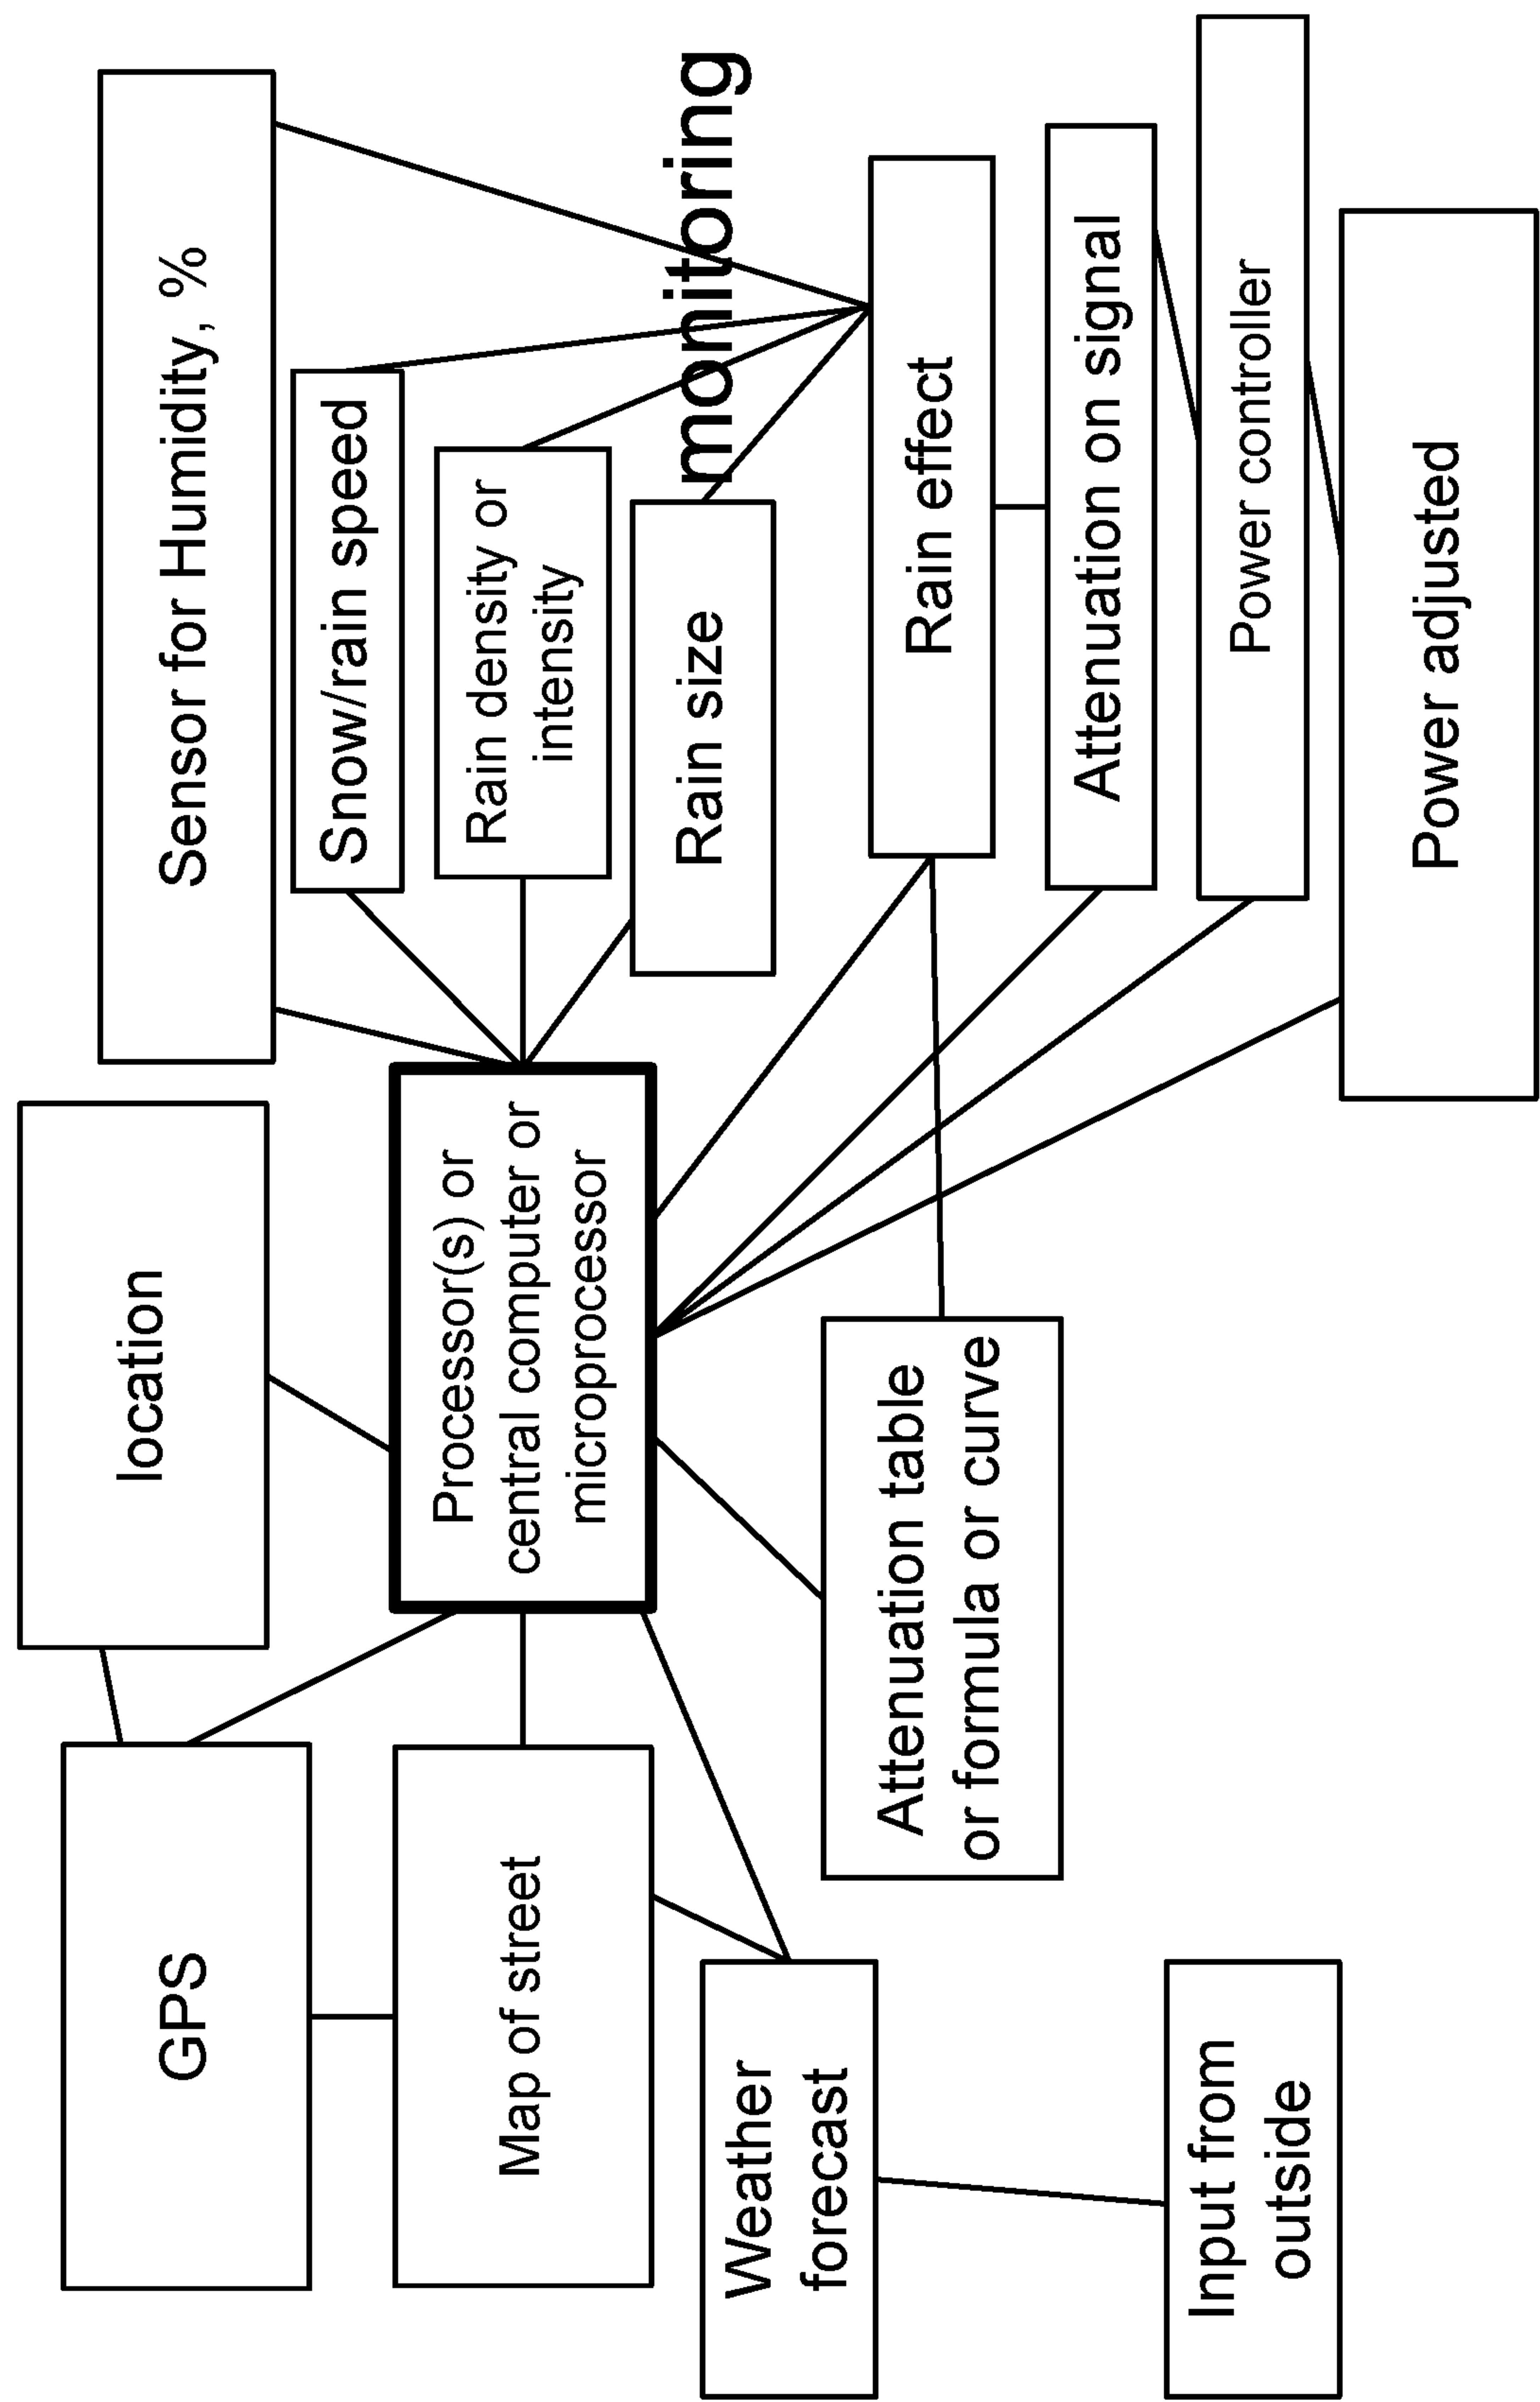 GPS
location
Sensor for Humidity, %
Snow/rain speed
Map of street
Processor(s) or
central computer or
microprocessor
Rain density or
intensity
Rain size
monitoring
Weather
forecast
Attenuation table
or formula or curve
Rain effect
Attenuation on signal
Input from
outside
Power controller
Power adjusted